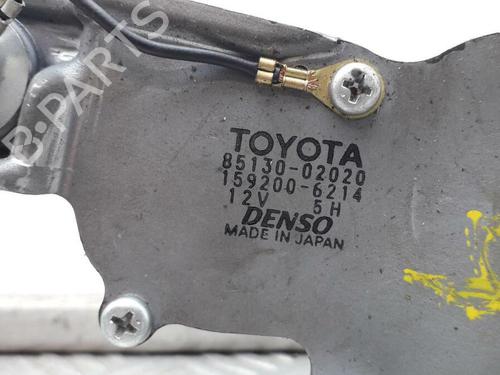 B-PARTS
TOYOTA
85130-02020
159200-6214
12V 5H
DENSO
MADE IN JAPAN